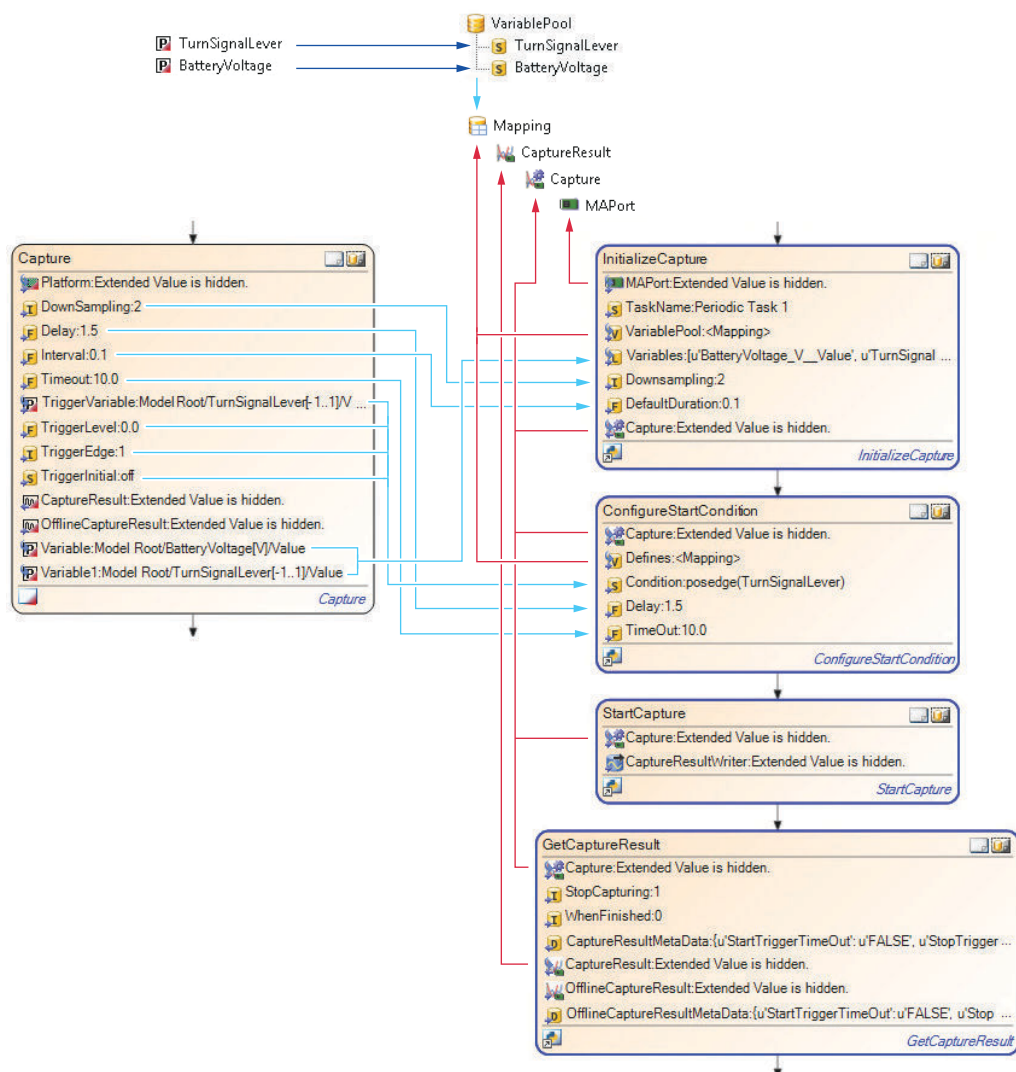 VariablePool
TurnSignalLever
TurnSignalLever
BatteryVoltage
BatteryVoltage
Mapping
CaptureResult
Capture
MAPort
Capture
Platform:Extended Value is hidden.
DownSampling:2
Delay:1.5
Interval:0.1
Timeout:10.0
TriggerVariable:Model Root/TurnSignalLever[-1..1]/V ...
TriggerLevel:0.0
TriggerEdge:1
TriggerInitial:off
CaptureResult:Extended Value is hidden.
OfflineCaptureResult:Extended Value is hidden.
Variable:Model Root/BatteryVoltage[V]/Value
Variable1:Model Root/TurnSignalLever[-1..1]/Value
Capture
InitializeCapture
MAPort:Extended Value is hidden.
TaskName:Periodic Task 1
VariablePool:<Mapping>
Variables:[u'BatteryVoltage_V__Value', u'TurnSignal ...
Downsampling:2
DefaultDuration:0.1
Capture:Extended Value is hidden.
InitializeCapture
ConfigureStartCondition
Capture:Extended Value is hidden.
Defines:<Mapping>
Condition:posedge(TurnSignalLever)
Delay:1.5
TimeOut:10.0
ConfigureStartCondition
StartCapture
Capture:Extended Value is hidden.
CaptureResultWriter:Extended Value is hidden.
StartCapture
GetCaptureResult
Capture:Extended Value is hidden.
StopCapturing:1
WhenFinished:0
CaptureResultMetaData:{u'StartTriggerTimeOut': u'FALSE', u'StopTrigger ...
CaptureResult:Extended Value is hidden.
OfflineCaptureResult:Extended Value is hidden.
OfflineCaptureResultMetaData:{u'StartTriggerTimeOut':u'FALSE', u'Stop ...
GetCaptureResult